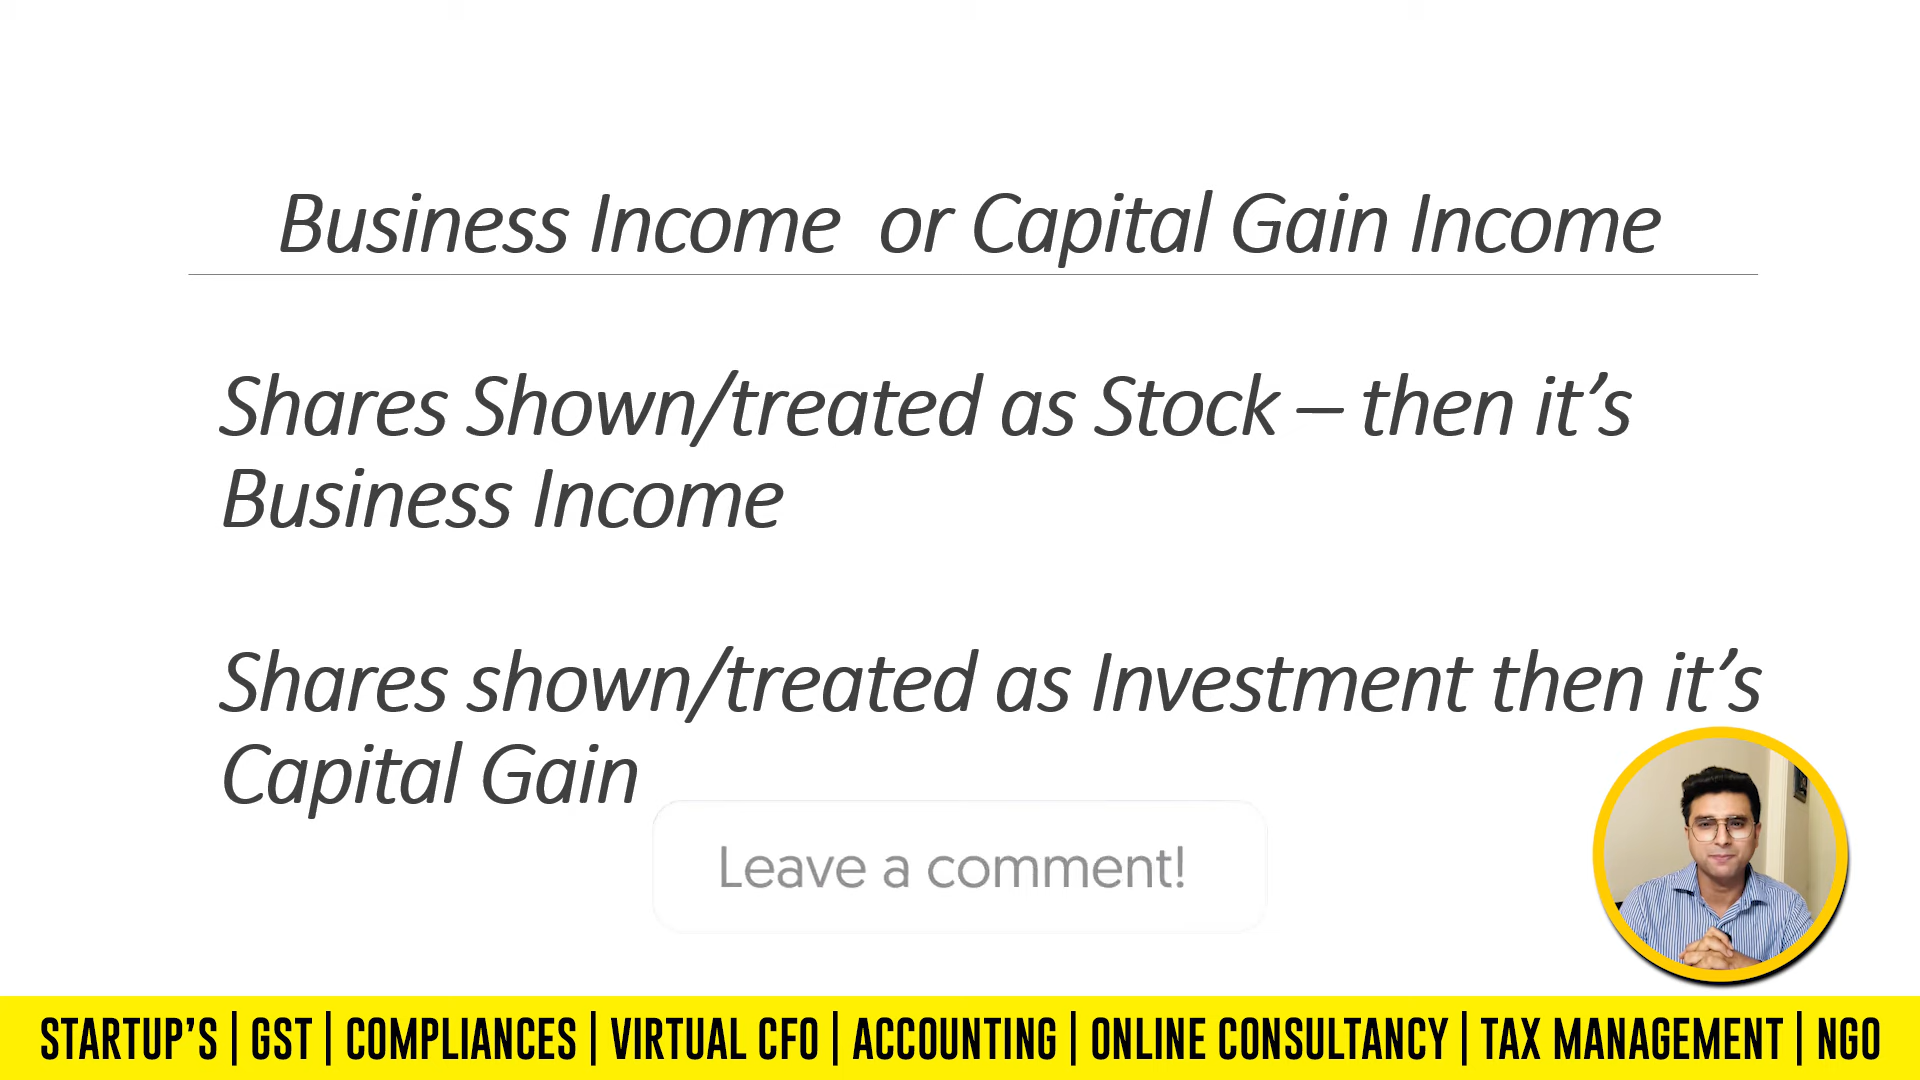 Business Income or Capital Gain Income
Shares Shown/treated as Stock – then it’s
Business Income
Shares shown/treated as Investment then it’s
Capital Gain
Leave a comment!
STARTUP’S | GST | COMPLIANCES | VIRTUAL CFO | ACCOUNTING | ONLINE CONSULTANCY | TAX MANAGEMENT | NGO